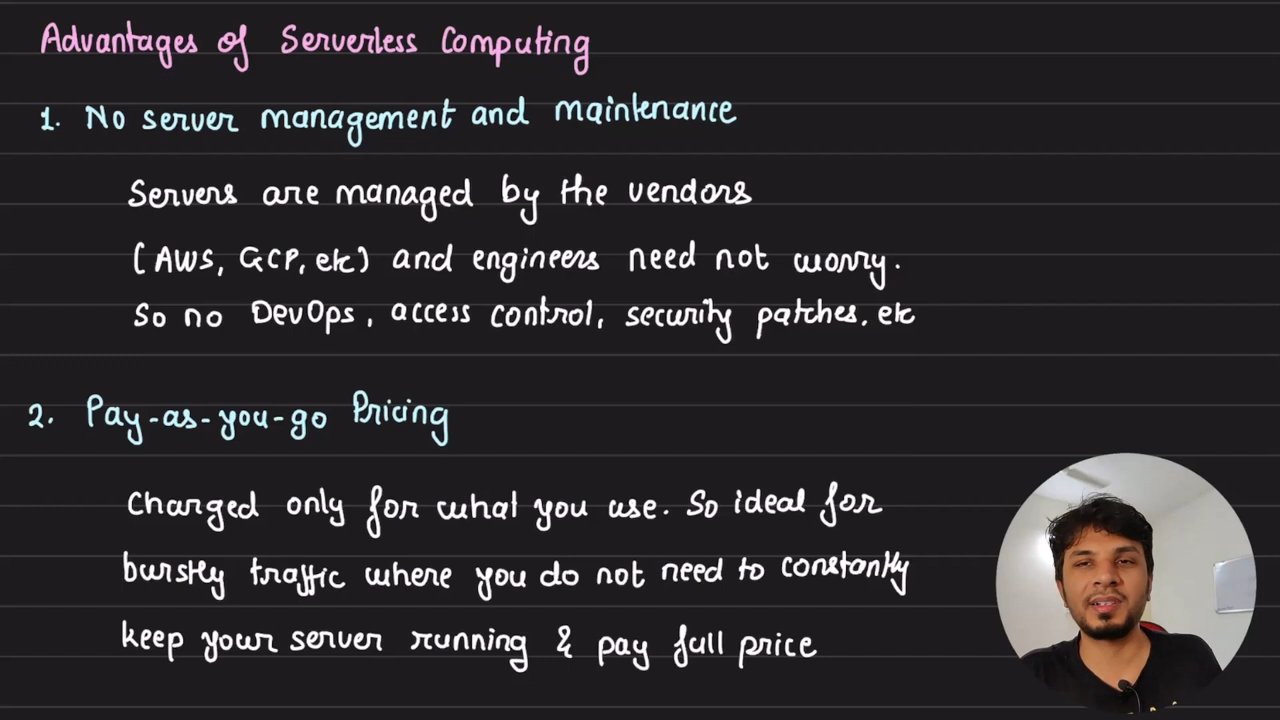 Advantages of Serverless Computing
1. No server management and maintenance
Servers are managed by the vendors
(AWS, GCP, etc) and engineers need not worry.
So no DevOps, access control, security patches, etc
2. Pay-as-you-go Pricing
Charged only for what you use. So ideal for
burstly traffic where you do not need to constantly
keep your server running & pay full price